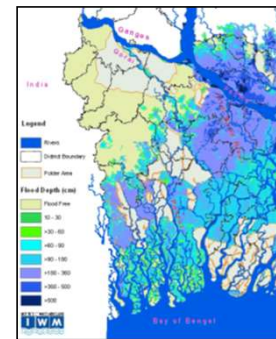 Ganges
Gorai
India
Legend
Rivers
District Boundary
Polder Area
Flood Depth (cm)
Flood Free
10 - 30
>30 - 60
>60 - 90
>90 - 180
>180 - 360
>360 - 500
>500
IWM
Bay of Bengal